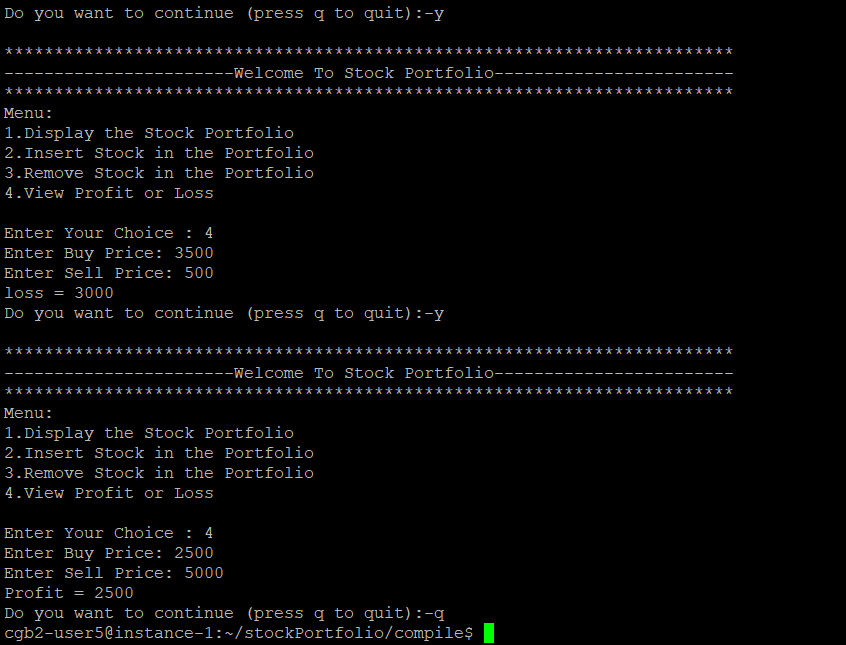 Do you want to continue (press q to quit):-y
*************************************************************************
-----------------------Welcome To Stock Portfolio------------------------
*************************************************************************
Menu:
1.Display the Stock Portfolio
2.Insert Stock in the Portfolio
3.Remove Stock in the Portfolio
4.View Profit or Loss
Enter Your Choice : 4
Enter Buy Price: 3500
Enter Sell Price: 500
loss = 3000
Do you want to continue (press q to quit):-y
*************************************************************************
-----------------------Welcome To Stock Portfolio------------------------
*************************************************************************
Menu:
1.Display the Stock Portfolio
2.Insert Stock in the Portfolio
3.Remove Stock in the Portfolio
4.View Profit or Loss
Enter Your Choice : 4
Enter Buy Price: 2500
Enter Sell Price: 5000
Profit = 2500
Do you want to continue (press q to quit):-q
cgb2-user5@instance-1:~/stockPortfolio/compile$